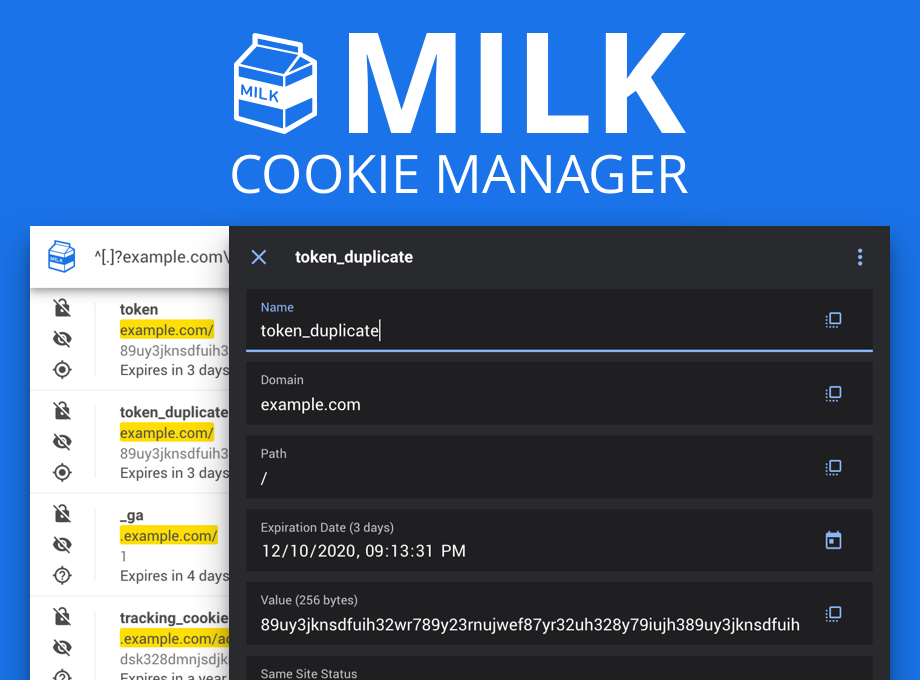 MILK
MILK
COOKIE MANAGER
MILK
^[.]?example.com\
token
example.com/
89uy3jknsdfuih3
Expires in 3 days
token_duplicate
example.com/
89uy3jknsdfuih3
Expires in 3 days
_ga
.example.com/
1
Expires in 4 days
tracking_cookie
.example.com/ac
dsk328dmnjsdjk
Expires in a year
token_duplicate
Name
token_duplicate
Domain
example.com
Path
/
Expiration Date (3 days)
12/10/2020, 09:13:31 PM
Value (256 bytes)
89uy3jknsdfuih32wr789y23rnujwef87yr32uh328y79iujh389uy3jknsdfuih
Same Site Status